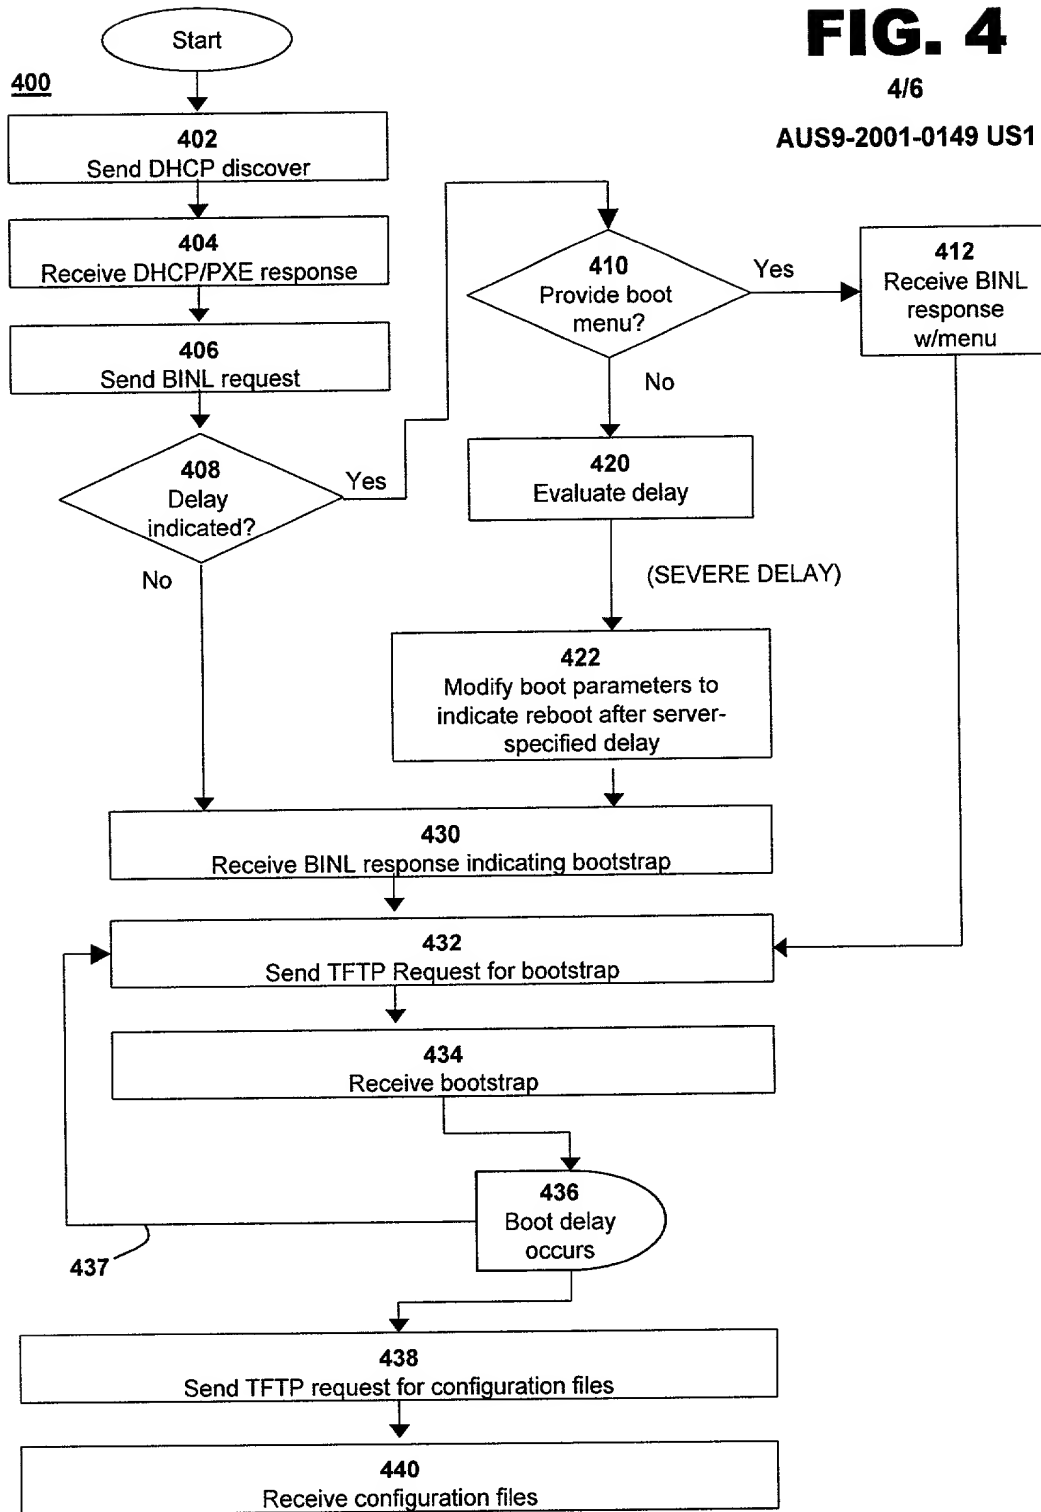 FIG. 4
4/6
AUS9-2001-0149 US1
400
Start
402
Send DHCP discover
404
Receive DHCP/PXE response
406
Send BINL request
408
Delay
indicated?
Yes
No
410
Provide boot
menu?
Yes
No
412
Receive BINL
response
w/menu
420
Evaluate delay
(SEVERE DELAY)
422
Modify boot parameters to
indicate reboot after server-
specified delay
430
Receive BINL response indicating bootstrap
432
Send TFTP Request for bootstrap
434
Receive bootstrap
436
Boot delay
occurs
437
438
Send TFTP request for configuration files
440
Receive configuration files